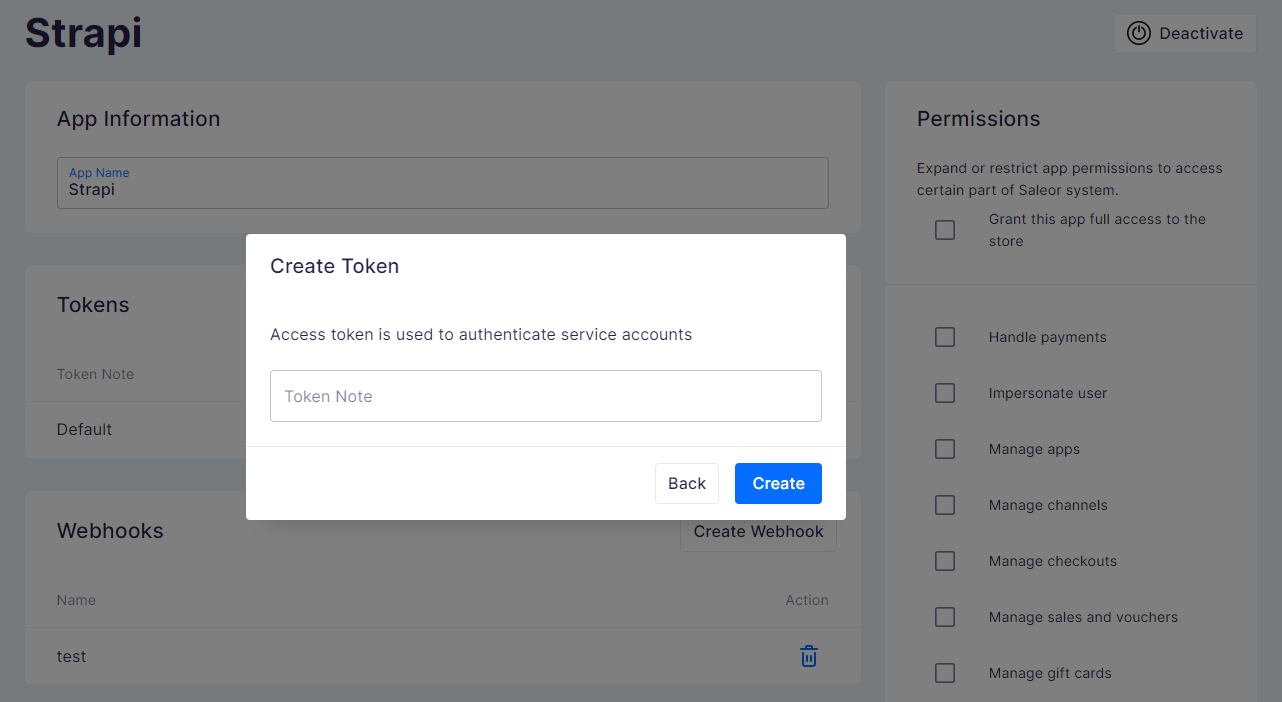 Strapi
Deactivate
App Information
App Name
Strapi
Permissions
Expand or restrict app permissions to access
certain part of Saleor system.
Grant this app full access to the
store
Create Token
Access token is used to authenticate service accounts
Token Note
Back
Create
Tokens
Token Note
Default
Webhooks
Create Webhook
Name
Action
test
Handle payments
Impersonate user
Manage apps
Manage channels
Manage checkouts
Manage sales and vouchers
Manage gift cards